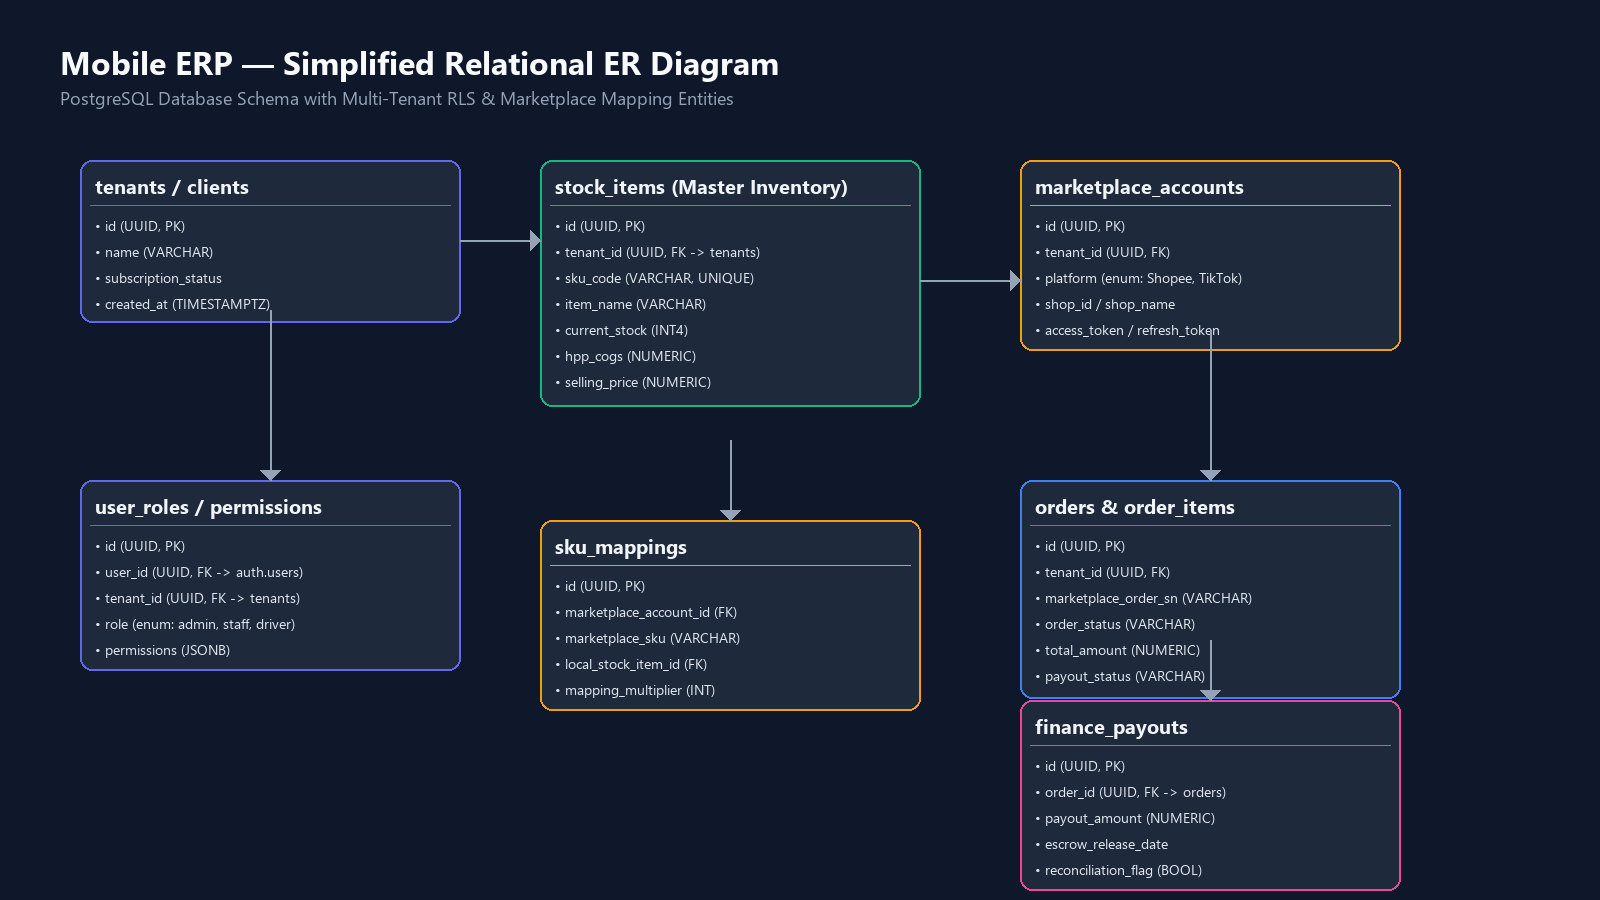 Mobile ERP — Simplified Relational ER Diagram
PostgreSQL Database Schema with Multi-Tenant RLS & Marketplace Mapping Entities
tenants / clients
• id (UUID, PK)
• name (VARCHAR)
• subscription_status
• created_at (TIMESTAMPTZ)
stock_items (Master Inventory)
• id (UUID, PK)
• tenant_id (UUID, FK -> tenants)
• sku_code (VARCHAR, UNIQUE)
• item_name (VARCHAR)
• current_stock (INT4)
• hpp_cogs (NUMERIC)
• selling_price (NUMERIC)
marketplace_accounts
• id (UUID, PK)
• tenant_id (UUID, FK)
• platform (enum: Shopee, TikTok)
• shop_id / shop_name
• access_token / refresh_token
user_roles / permissions
• id (UUID, PK)
• user_id (UUID, FK -> auth.users)
• tenant_id (UUID, FK -> tenants)
• role (enum: admin, staff, driver)
• permissions (JSONB)
sku_mappings
• id (UUID, PK)
• marketplace_account_id (FK)
• marketplace_sku (VARCHAR)
• local_stock_item_id (FK)
• mapping_multiplier (INT)
orders & order_items
• id (UUID, PK)
• tenant_id (UUID, FK)
• marketplace_order_sn (VARCHAR)
• order_status (VARCHAR)
• total_amount (NUMERIC)
• payout_status (VARCHAR)
finance_payouts
• id (UUID, PK)
• order_id (UUID, FK -> orders)
• payout_amount (NUMERIC)
• escrow_release_date
• reconciliation_flag (BOOL)